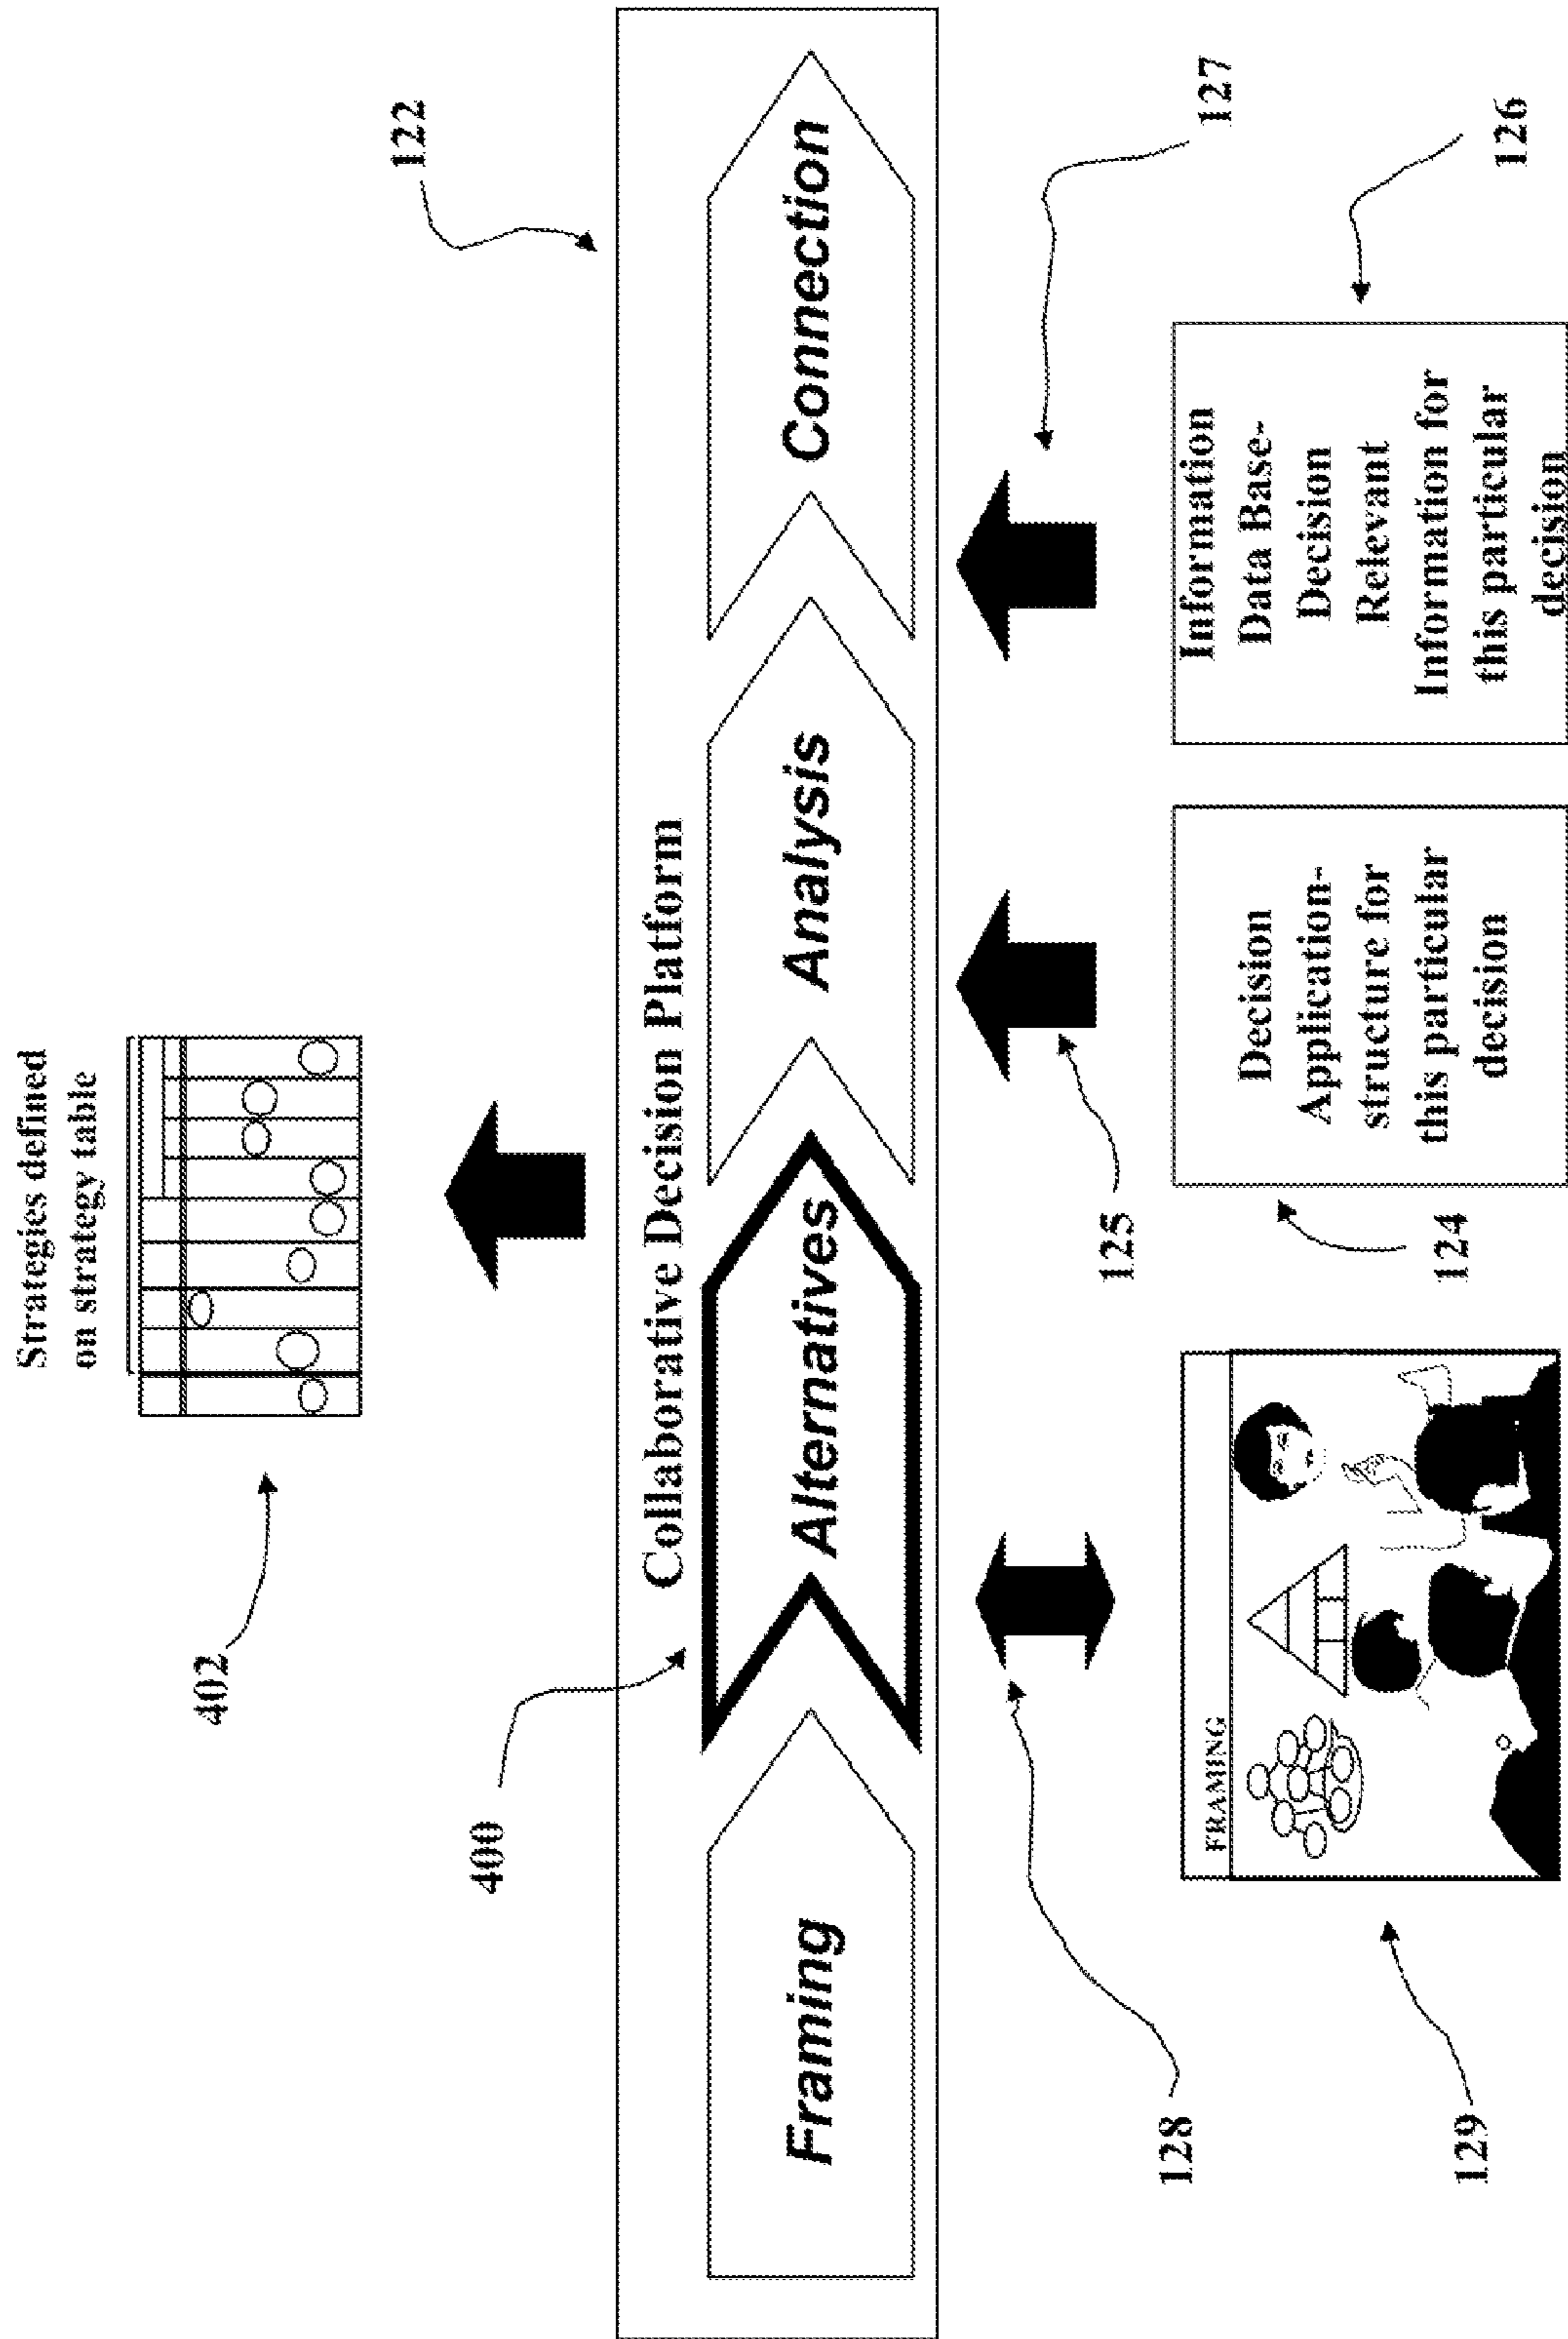 Strategies defined
on strategy table
402
400
122
Collaborative Decision Platform
Framing
Alternatives
Analysis
Connection
128
125
127
129
FRAMING
124
Decision
Application-
structure for
this particular
decision
126
Information
Data Base-
Decision
Relevant
Information for
this particular
decision